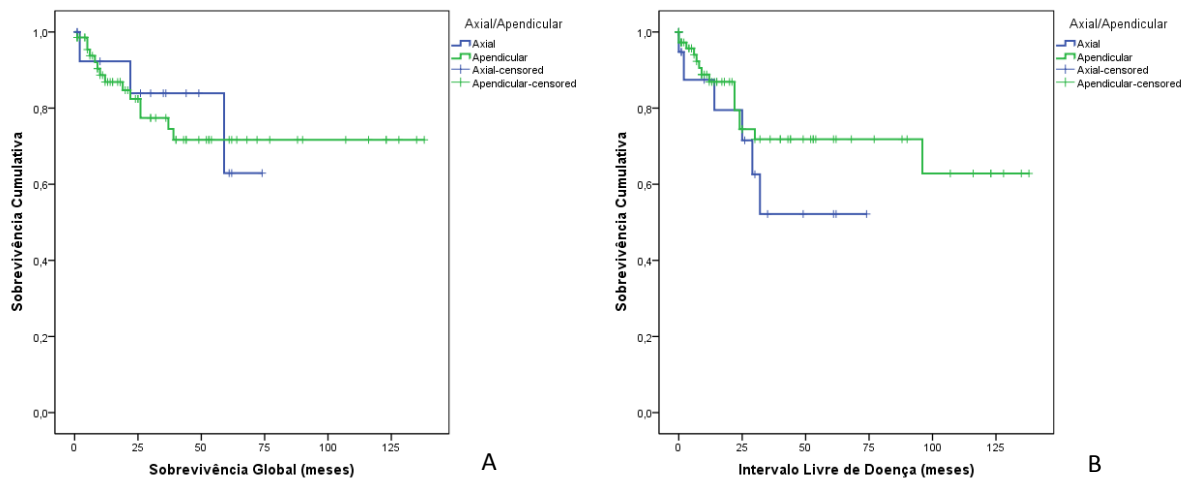 Axial/Apendicular
Axial
Apendicular
Axial-censored
Apendicular-censored
Sobrevivência Cumulativa
1,0
0,8
0,6
0,4
0,2
0,0
0 25 50 75 100 125
Sobrevivência Global (meses)
A
Axial/Apendicular
Axial
Apendicular
Axial-censored
Apendicular-censored
Sobrevivência Cumulativa
1,0
0,8
0,6
0,4
0,2
0,0
0 25 50 75 100 125
Intervalo Livre de Doença (meses)
B